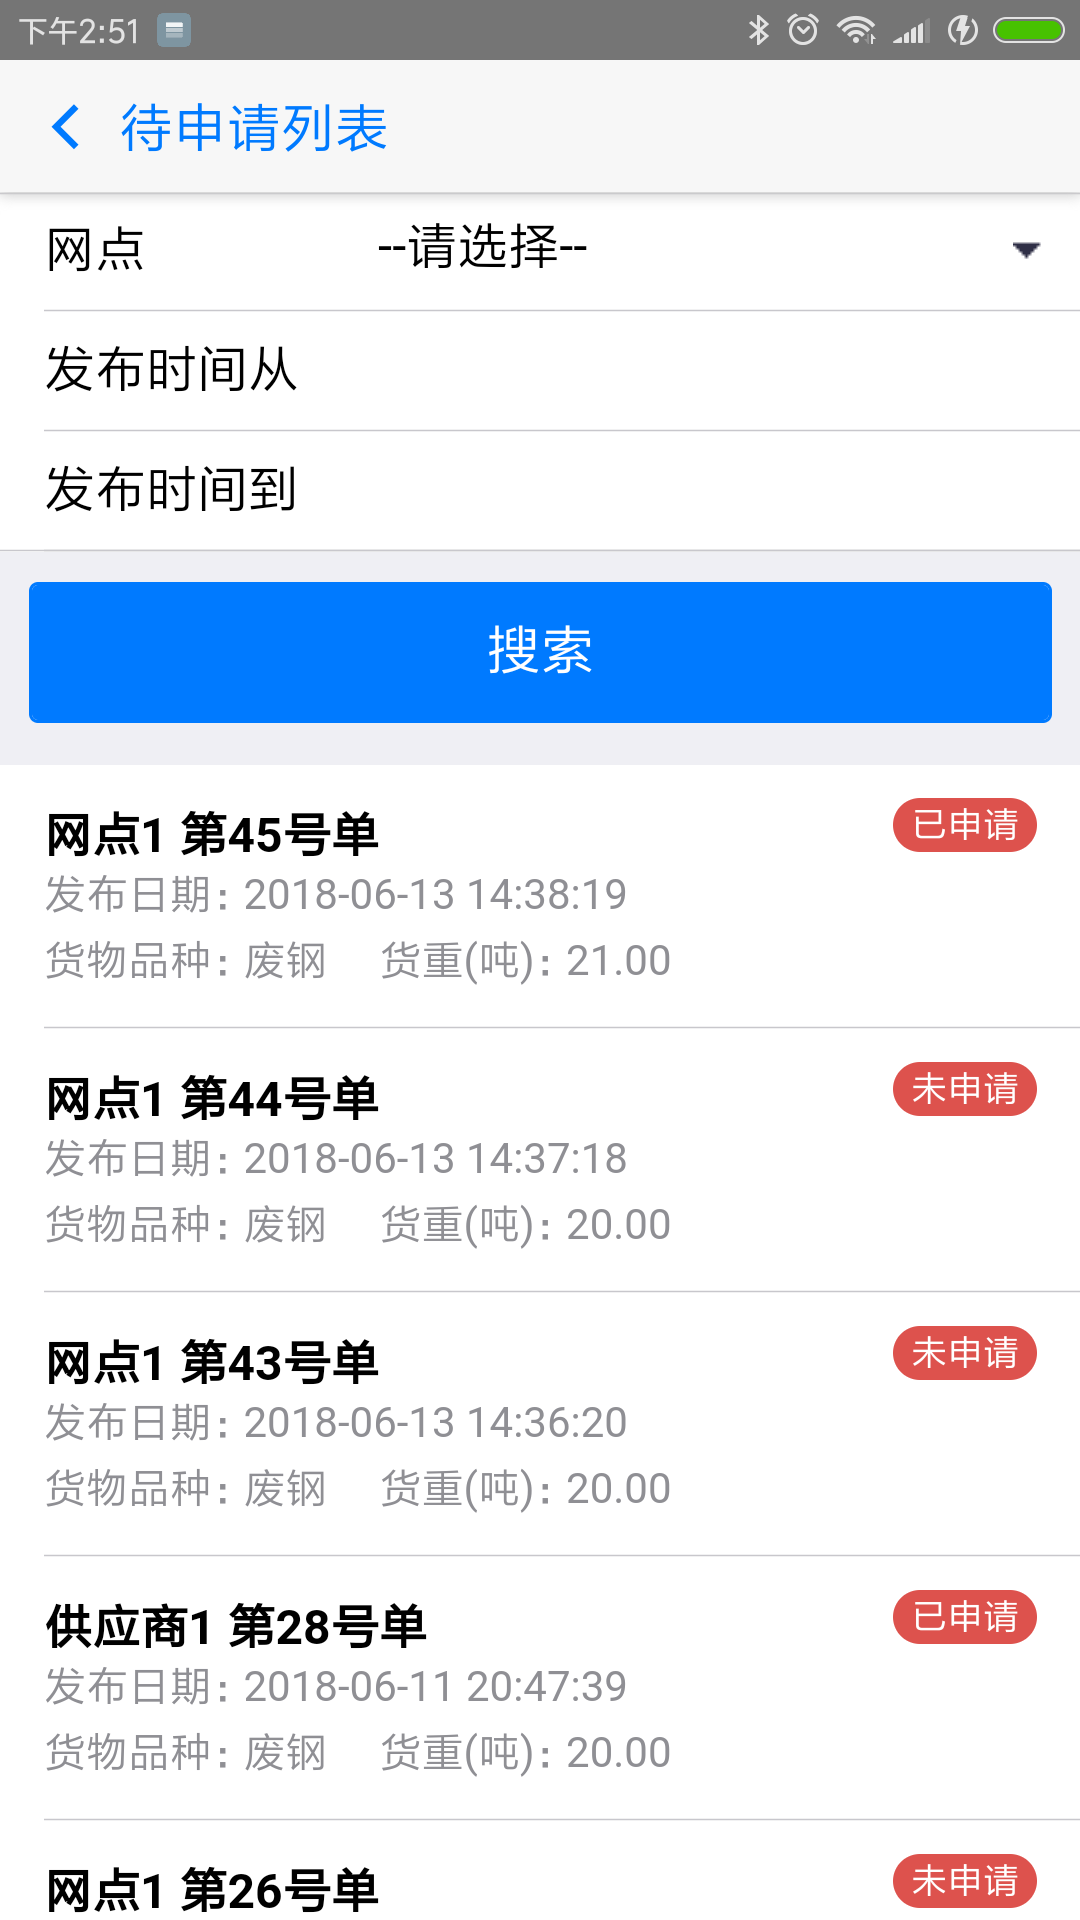 下午2:51
待申请列表
网点 --请选择--
发布时间从
发布时间到
搜索
网点1 第45号单 已申请
发布日期: 2018-06-13 14:38:19
货物品种: 废钢 货重(吨): 21.00
网点1 第44号单 未申请
发布日期: 2018-06-13 14:37:18
货物品种: 废钢 货重(吨): 20.00
网点1 第43号单 未申请
发布日期: 2018-06-13 14:36:20
货物品种: 废钢 货重(吨): 20.00
供应商1 第28号单 已申请
发布日期: 2018-06-11 20:47:39
货物品种: 废钢 货重(吨): 20.00
网点1 第26号单 未申请